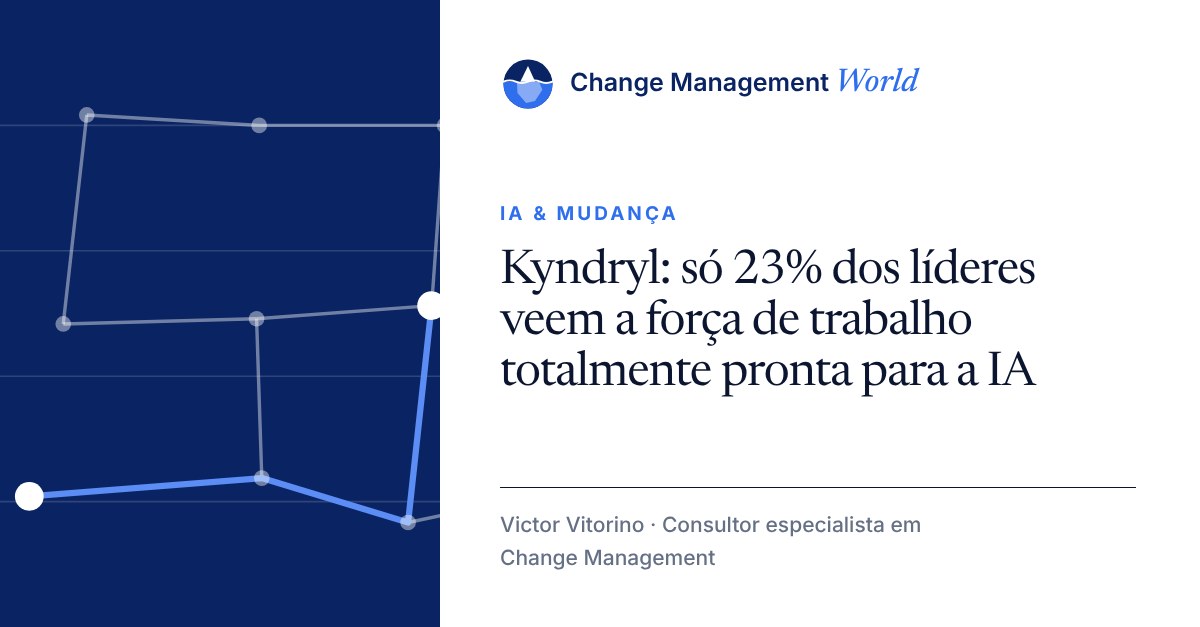 Change Management World
IA & MUDANÇA
Kyndryl: só 23% dos líderes
veem a força de trabalho
totalmente pronta para a IA
Victor Vitorino · Consultor especialista em
Change Management